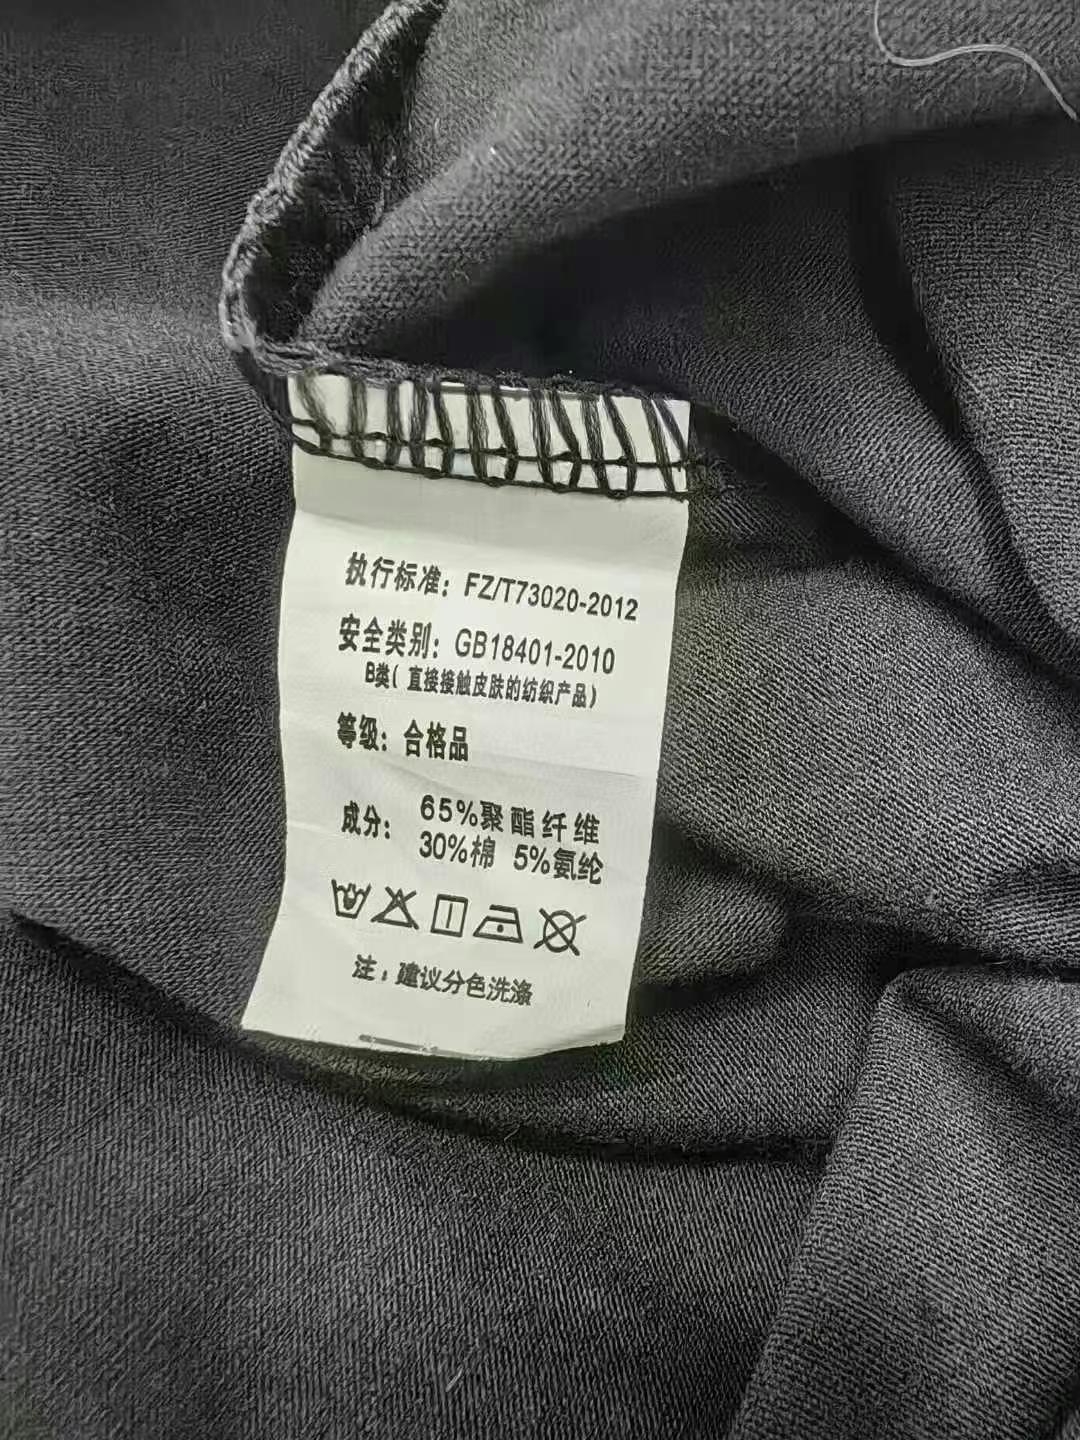 执行标准：FZ/T73020-2012
安全类别：GB18401-2010
B类（直接接触皮肤的纺织产品）
等级：合格品
成分：65%聚酯纤维
30%棉 5%氨纶
注：建议分色洗涤